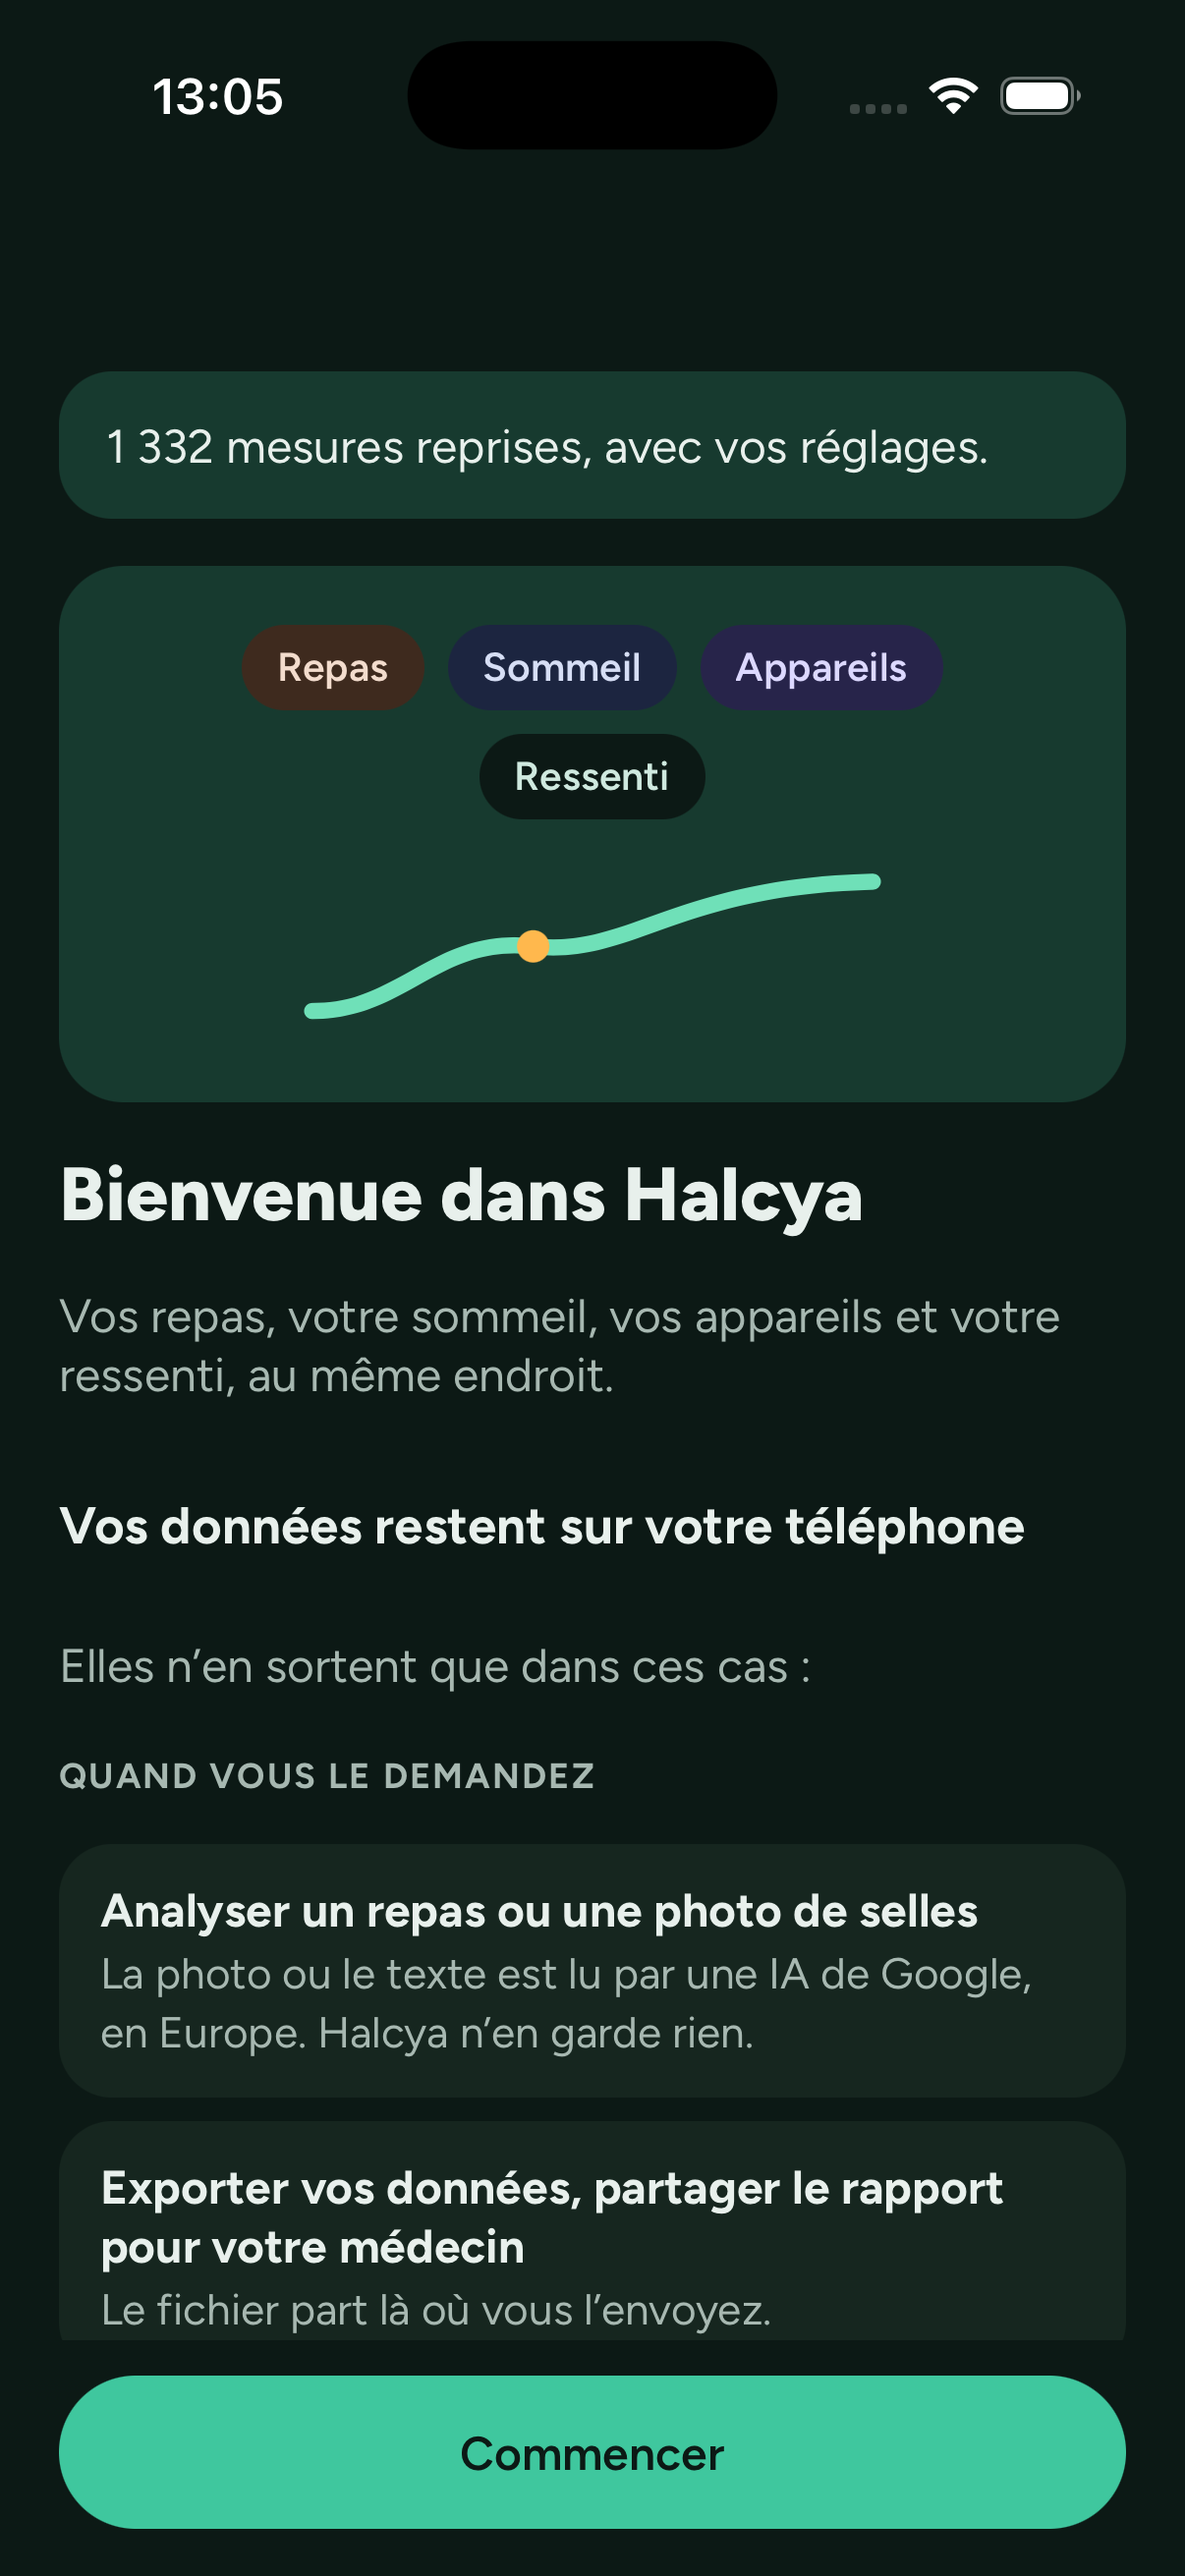 13:05
1 332 mesures reprises, avec vos réglages.
Repas
Sommeil
Appareils
Ressenti
Bienvenue dans Halcya
Vos repas, votre sommeil, vos appareils et votre
ressenti, au même endroit.
Vos données restent sur votre téléphone
Elles n’en sortent que dans ces cas :
QUAND VOUS LE DEMANDEZ
Analyser un repas ou une photo de selles
La photo ou le texte est lu par une IA de Google,
en Europe. Halcya n’en garde rien.
Exporter vos données, partager le rapport
pour votre médecin
Le fichier part là où vous l’envoyez.
Commencer